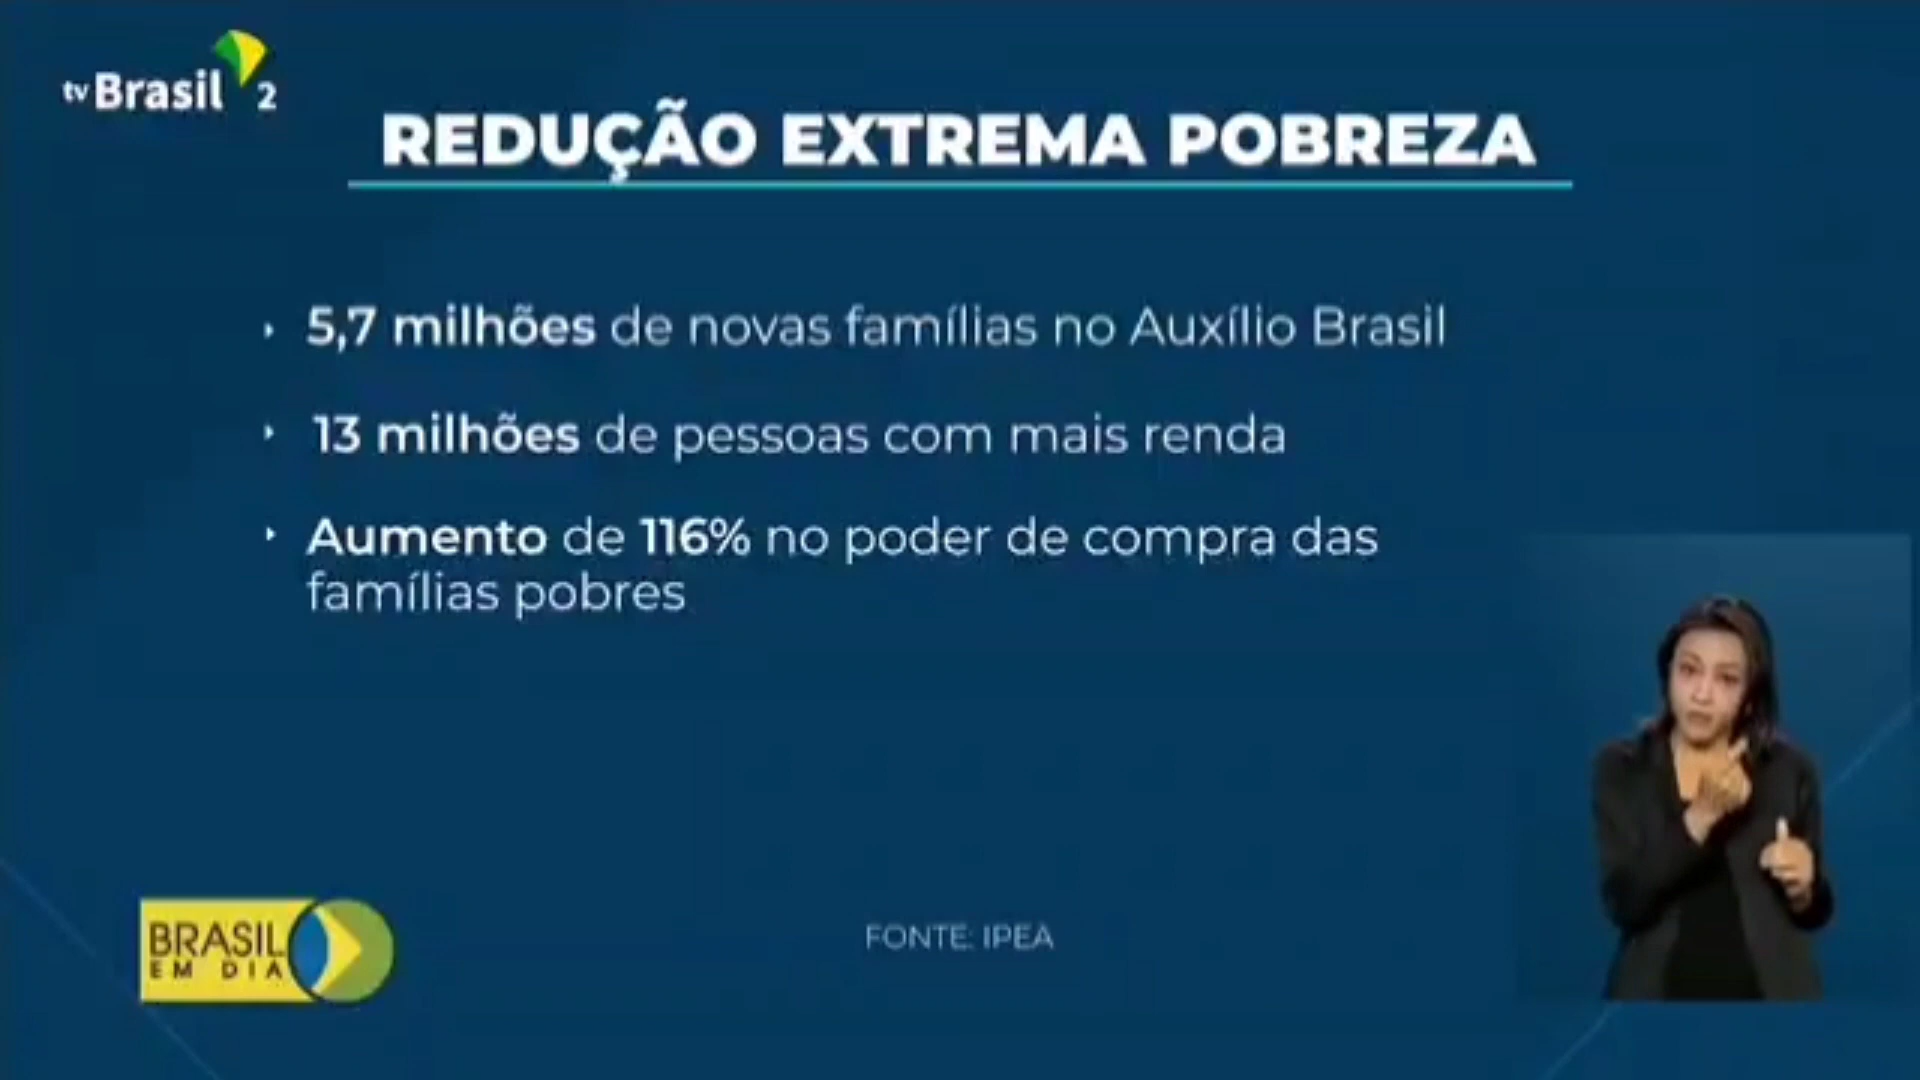 tv Brasil 2
REDUÇÃO EXTREMA POBREZA
5,7 milhões de novas famílias no Auxílio Brasil
13 milhões de pessoas com mais renda
Aumento de 116% no poder de compra das
famílias pobres
BRASIL
EM DIA
FONTE: IPEA